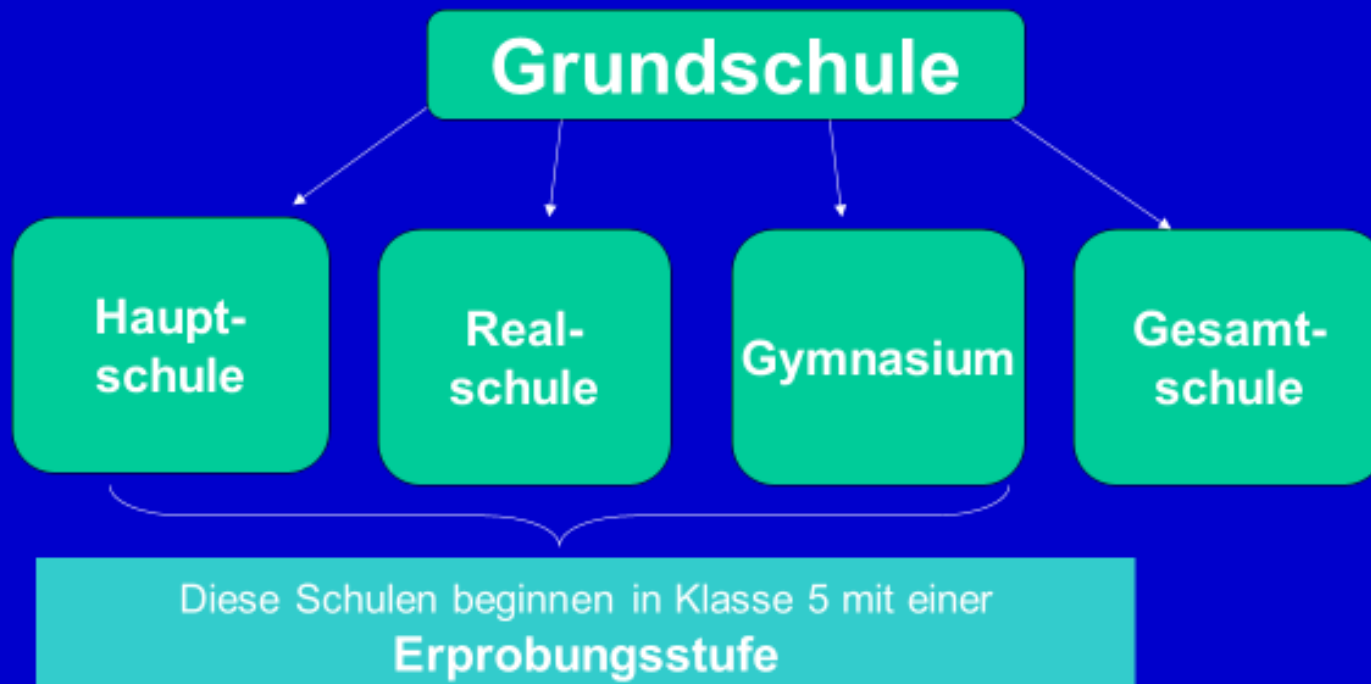 Grundschule
Haupt-
schule
Real-
schule
Gymnasium
Gesamt-
schule
Diese Schulen beginnen in Klasse 5 mit einer
Erprobungsstufe